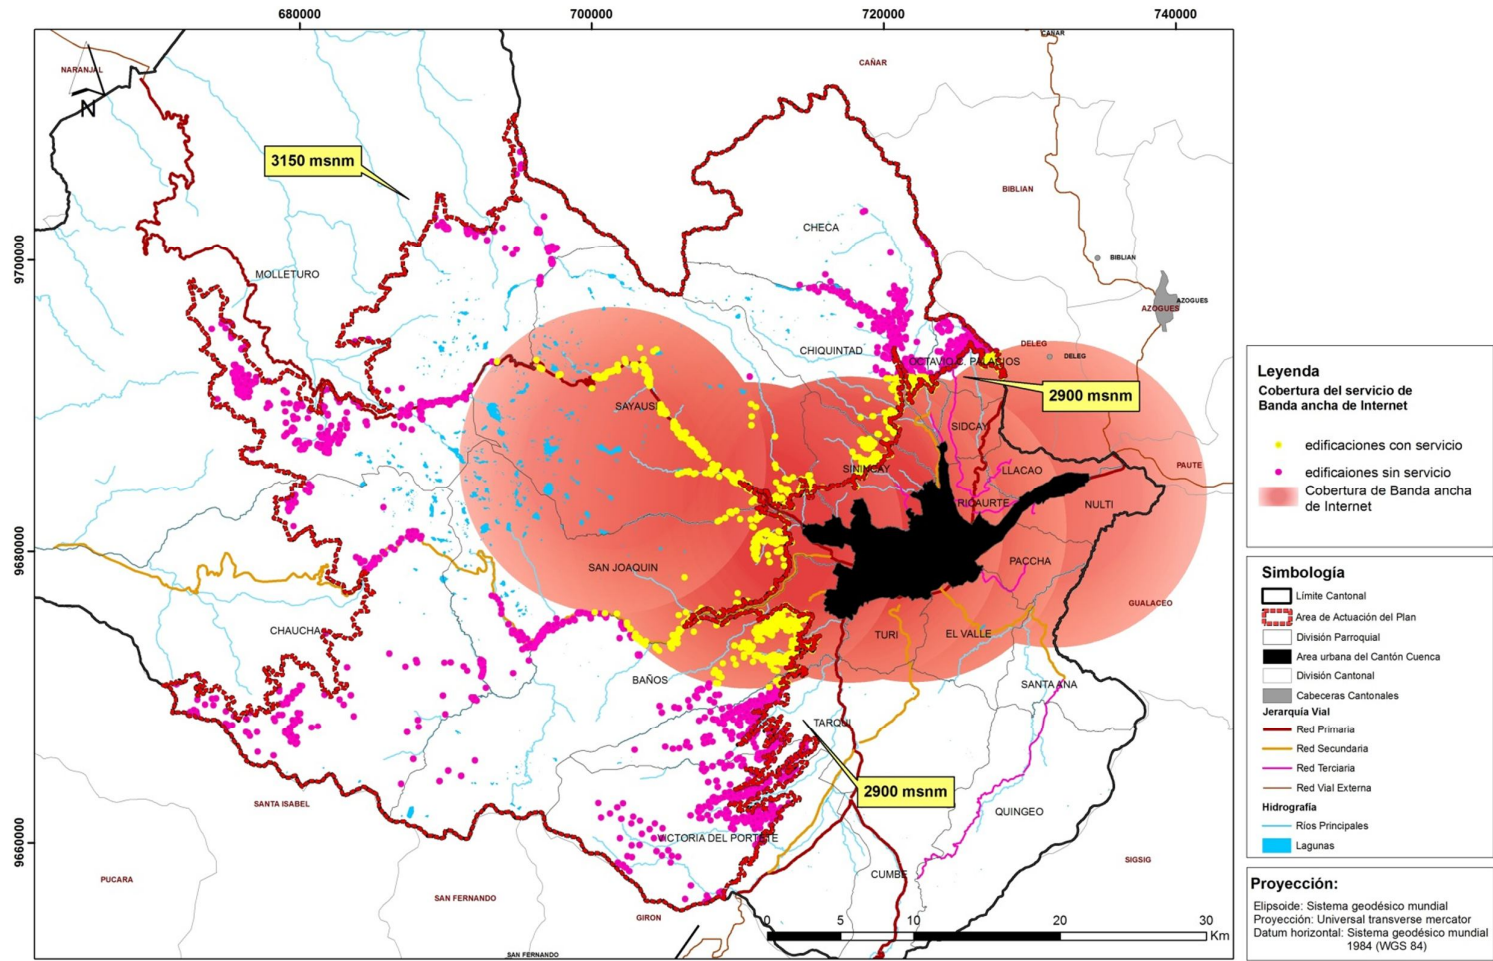 680000
700000
720000
740000
9700000
9680000
9660000
N
NARANJAL
CAÑAR
CAÑAR
3150 msnm
BIBLIAN
CHECA
BIBLIAN
MOLLETURO
AZOGUES
AZOGUES
CHIQUINTAD
DELEG
DELEG
OCTAVIO C. PALACIOS
2900 msnm
SAYAUSI
SIDCAY
SININCAY
LLACAO
PAUTE
RICAURTE
NULTI
SAN JOAQUIN
PACCHA
GUALACEO
CHAUCHA
TURI
EL VALLE
BAÑOS
SANTA ANA
TARQUI
2900 msnm
SANTA ISABEL
QUINGEO
VICTORIA DEL PORTETE
SIGSIG
CUMBE
PUCARA
SAN FERNANDO
GIRON
SAN FERNANDO
0 5 10 20 30
Km
Leyenda
Cobertura del servicio de
Banda ancha de Internet
edificaciones con servicio
edificaiones sin servicio
Cobertura de Banda ancha
de Internet
Simbología
Límite Cantonal
Area de Actuación del Plan
División Parroquial
Area urbana del Cantón Cuenca
División Cantonal
Cabeceras Cantonales
Jerarquía Vial
Red Primaria
Red Secundaria
Red Terciaria
Red Vial Externa
Hidrografía
Ríos Principales
Lagunas
Proyección:
Elipsoide: Sistema geodésico mundial
Proyección: Universal transverse mercator
Datum horizontal: Sistema geodésico mundial
1984 (WGS 84)